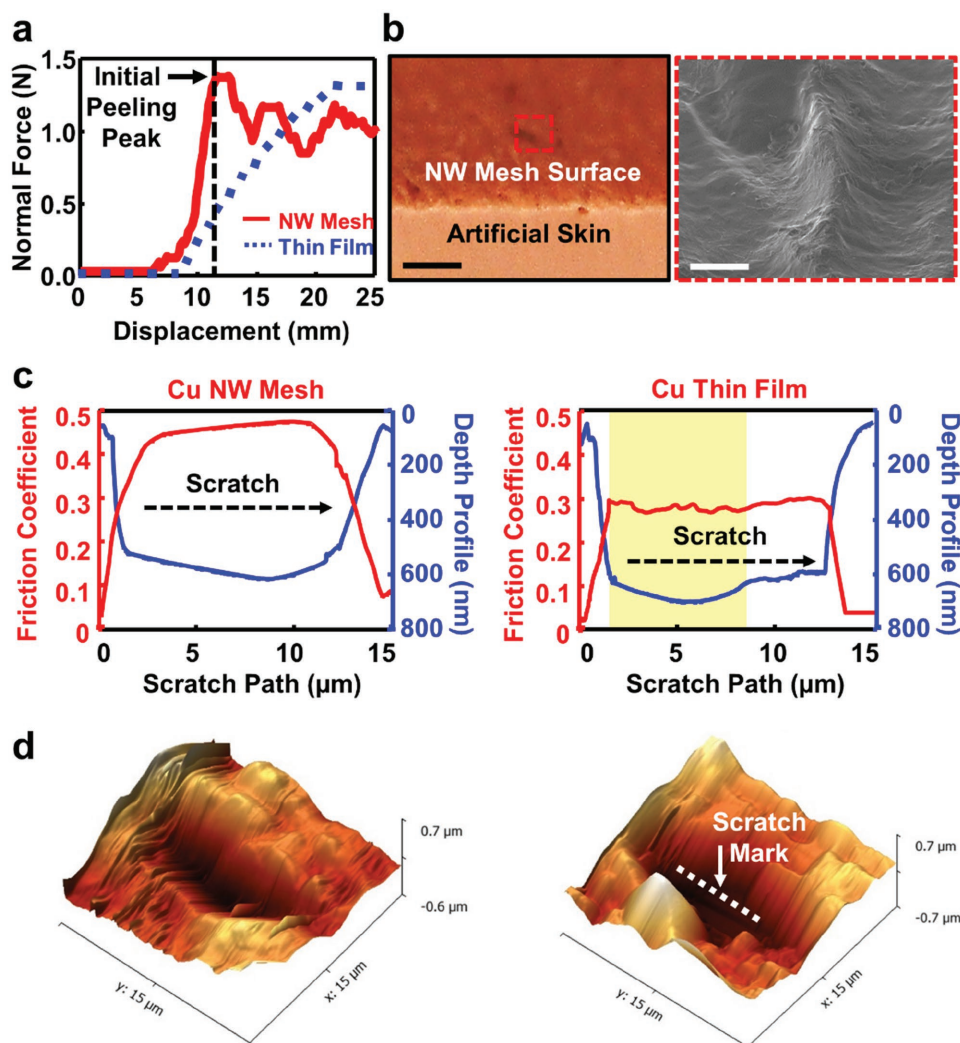 a
Normal Force (N)
1.5
1.0
0.5
0.0
Initial
Peeling
Peak
NW Mesh
Thin Film
0
5
10
15
20
25
Displacement (mm)
b
NW Mesh Surface
Artificial Skin
c
Cu NW Mesh
Friction Coefficient
0.5
0.4
0.3
0.2
0.1
0
Scratch
0
200
400
600
800
Depth Profile (nm)
0
5
10
15
Scratch Path (µm)
Cu Thin Film
Friction Coefficient
0.5
0.4
0.3
0.2
0.1
0
Scratch
0
200
400
600
800
Depth Profile (nm)
0
5
10
15
Scratch Path (µm)
d
0.7 µm
-0.6 µm
y: 15 µm
x: 15 µm
Scratch
Mark
0.7 µm
-0.7 µm
y: 15 µm
x: 15 µm